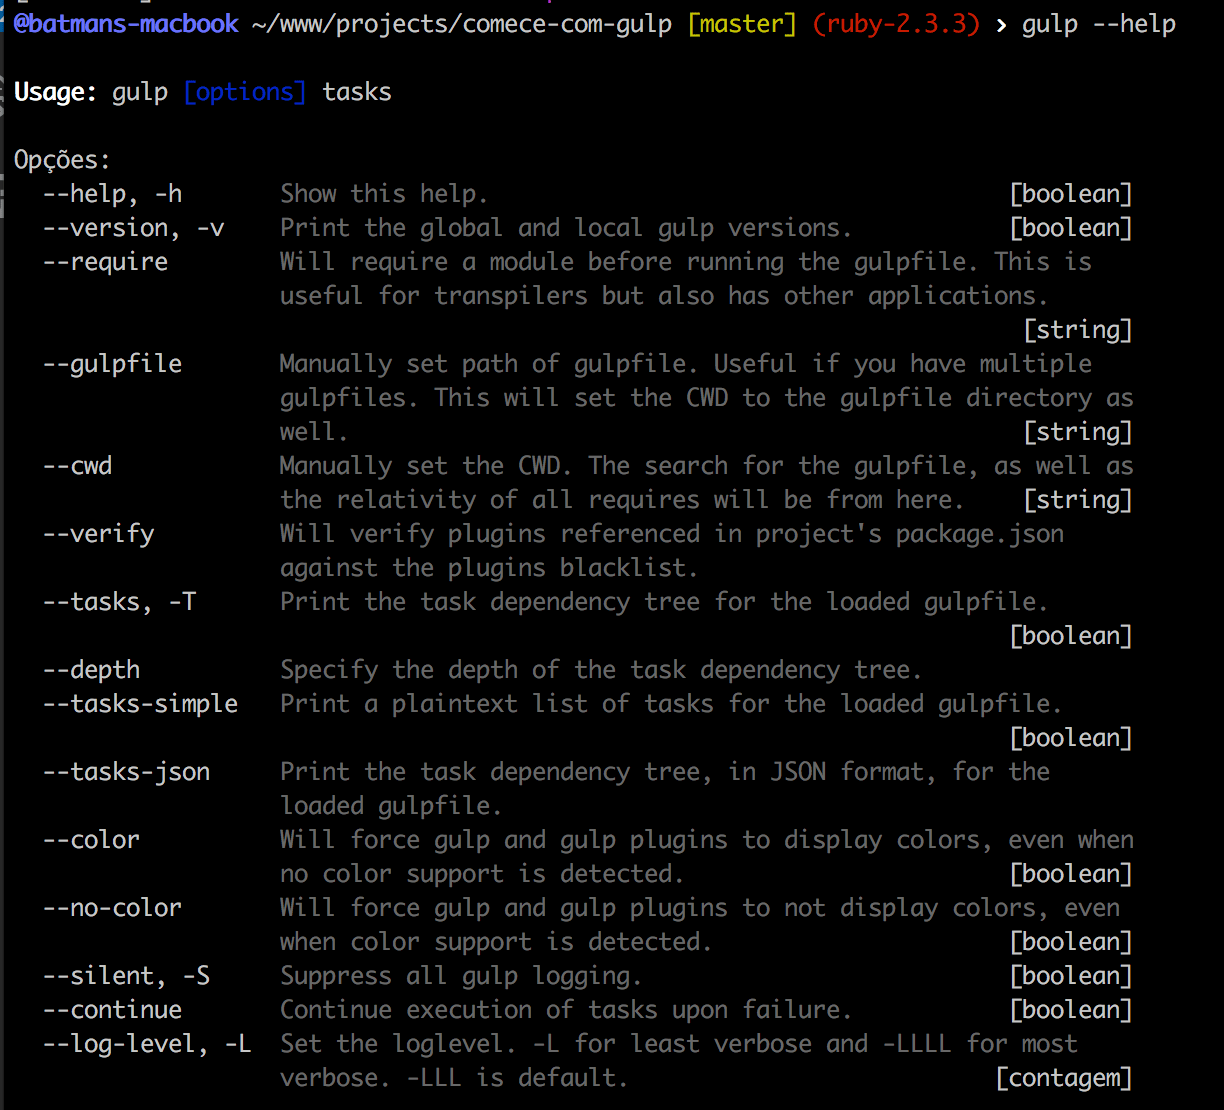 @batmans-macbook ~/www/projects/comece-com-gulp [master] (ruby-2.3.3) › gulp --help
Usage: gulp [options] tasks
Opções:
--help, -h Show this help. [boolean]
--version, -v Print the global and local gulp versions. [boolean]
--require Will require a module before running the gulpfile. This is
useful for transpilers but also has other applications.
[string]
--gulpfile Manually set path of gulpfile. Useful if you have multiple
gulpfiles. This will set the CWD to the gulpfile directory as
well. [string]
--cwd Manually set the CWD. The search for the gulpfile, as well as
the relativity of all requires will be from here. [string]
--verify Will verify plugins referenced in project's package.json
against the plugins blacklist.
--tasks, -T Print the task dependency tree for the loaded gulpfile.
[boolean]
--depth Specify the depth of the task dependency tree.
--tasks-simple Print a plaintext list of tasks for the loaded gulpfile.
[boolean]
--tasks-json Print the task dependency tree, in JSON format, for the
loaded gulpfile.
--color Will force gulp and gulp plugins to display colors, even when
no color support is detected. [boolean]
--no-color Will force gulp and gulp plugins to not display colors, even
when color support is detected. [boolean]
--silent, -S Suppress all gulp logging. [boolean]
--continue Continue execution of tasks upon failure. [boolean]
--log-level, -L Set the loglevel. -L for least verbose and -LLLL for most
verbose. -LLL is default. [contagem]